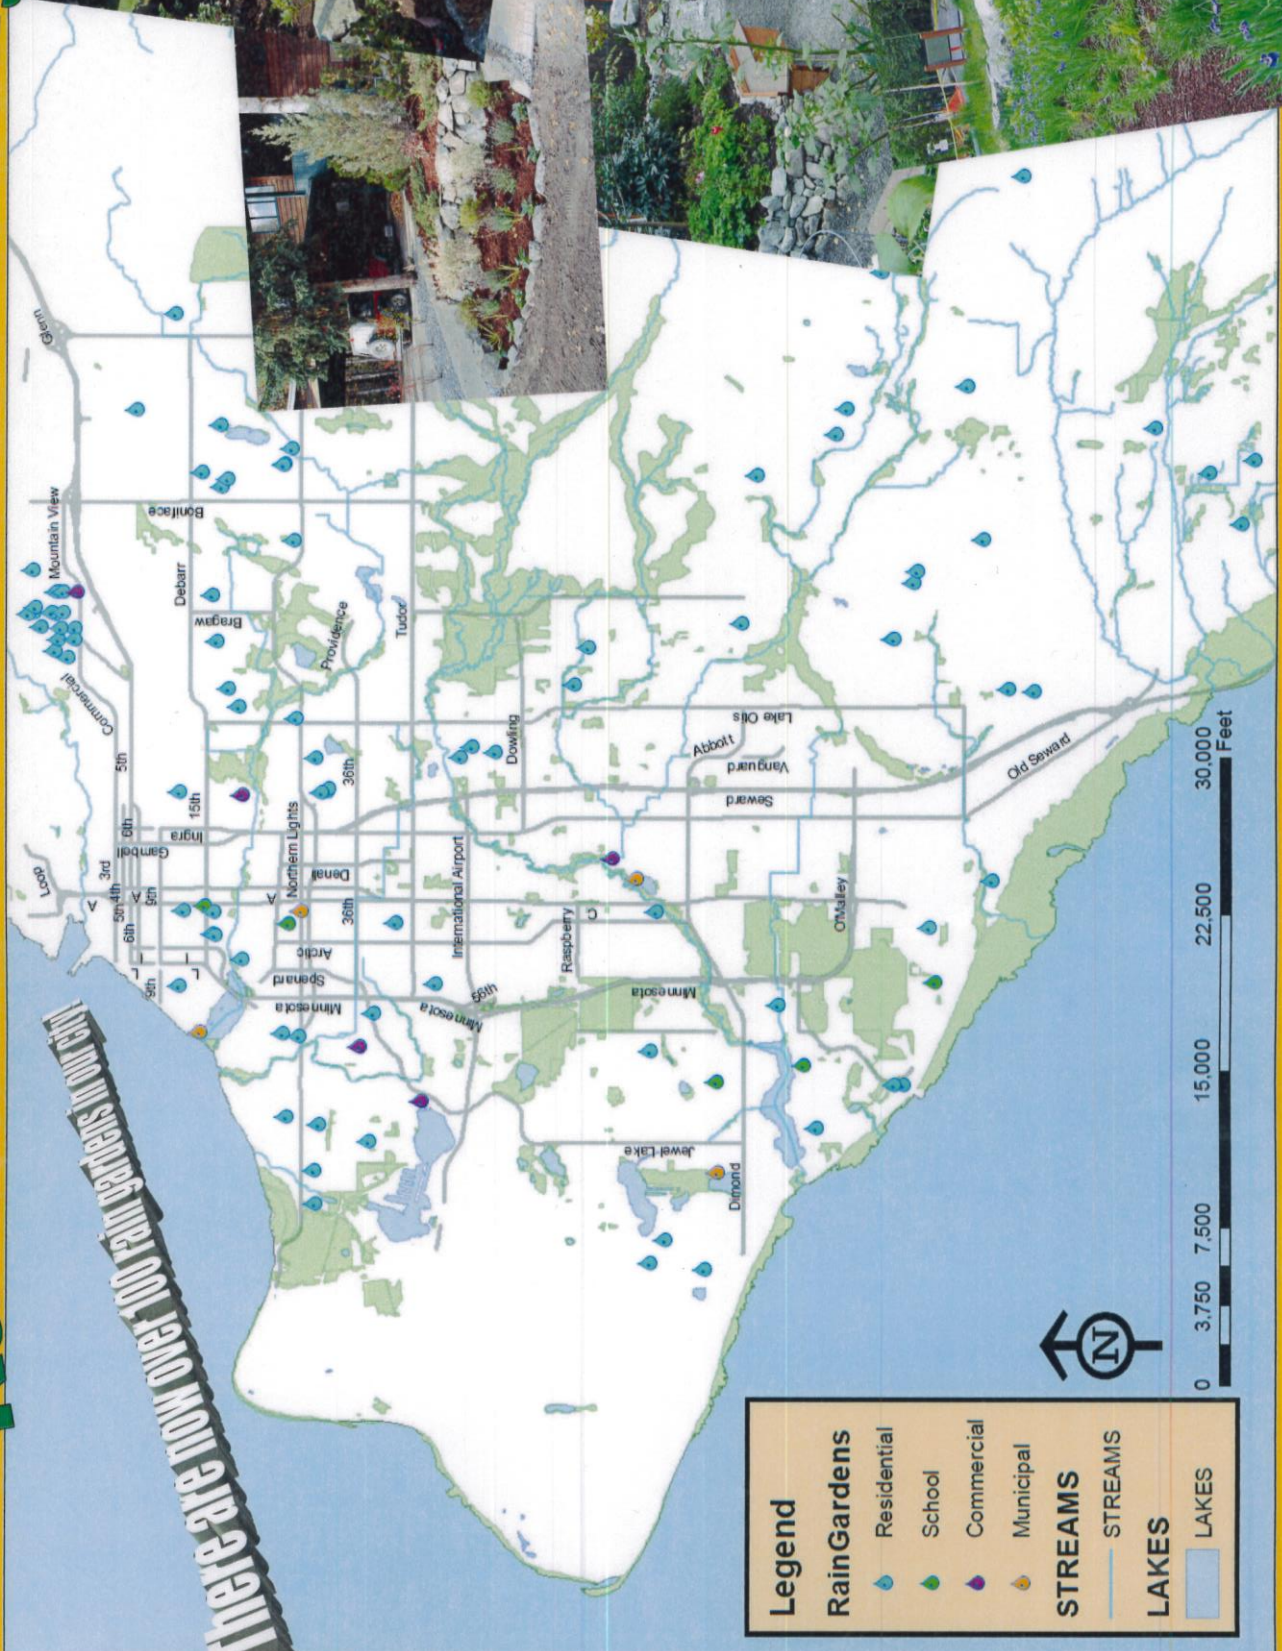 There are now over 100 rain gardens in our city.
Glenn
Mountain View
Boniface
Debarr
Bragaw
Providence
Tudor
Commercial
5th
Loop
3rd
6th
Gambell
Ingra
15th
A
4th
5th
6th
A
9th
9th
L
I
I
L
A
Northern Lights
Denali
36th
36th
Arctic
Spenard
Minnesota
Minnesota
Minnesota
56th
International Airport
Dowling
Lake Otis
Abbott
Vanguard
Seward
Old Seward
Raspberry
C
Minnesota
O'Malley
Jewel Lake
Dimond
Legend
RainGardens
Residential
School
Commercial
Municipal
STREAMS
STREAMS
LAKES
LAKES
N
0 3,750 7,500 15,000 22,500 30,000
Feet